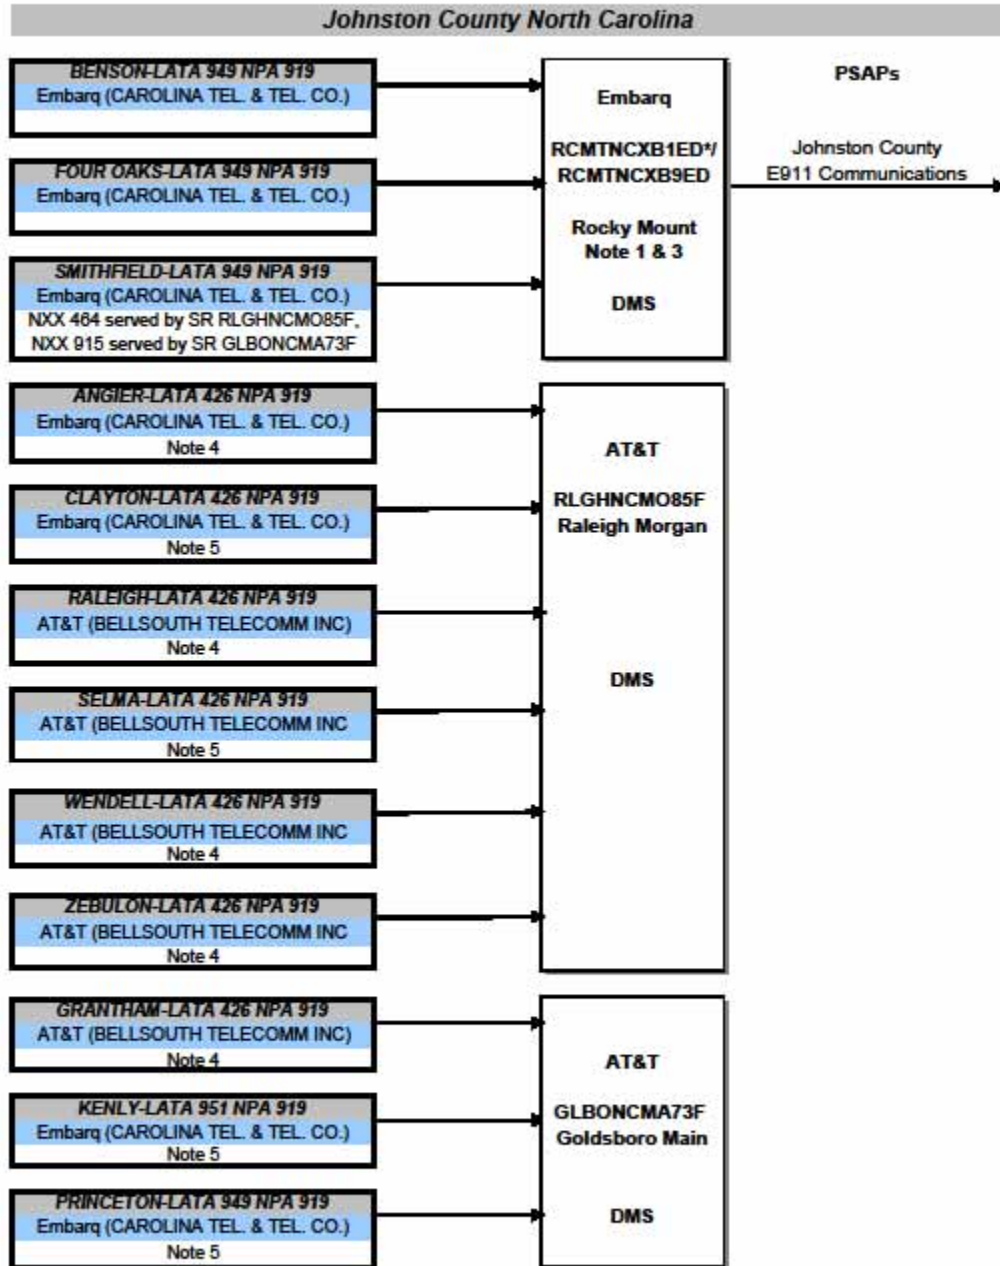 Johnston County North Carolina
BENSON-LATA 949 NPA 919
Embarq (CAROLINA TEL. & TEL. CO.)
FOUR OAKS-LATA 949 NPA 919
Embarq (CAROLINA TEL. & TEL. CO.)
SMITHFIELD-LATA 949 NPA 919
Embarq (CAROLINA TEL. & TEL. CO.)
NXX 464 served by SR RLGHNCMO85F,
NXX 915 served by SR GLBONCMA73F
Embarq
RCMTNCXB1ED*/
RCMTNCXB9ED
Rocky Mount
Note 1 & 3
DMS
PSAPs
Johnston County
E911 Communications
ANGIER-LATA 426 NPA 919
Embarq (CAROLINA TEL. & TEL. CO.)
Note 4
CLAYTON-LATA 426 NPA 919
Embarq (CAROLINA TEL. & TEL. CO.)
Note 5
RALEIGH-LATA 426 NPA 919
AT&T (BELLSOUTH TELECOMM INC)
Note 4
SELMA-LATA 426 NPA 919
AT&T (BELLSOUTH TELECOMM INC
Note 5
WENDELL-LATA 426 NPA 919
AT&T (BELLSOUTH TELECOMM INC
Note 4
ZEBULON-LATA 426 NPA 919
AT&T (BELLSOUTH TELECOMM INC
Note 4
AT&T
RLGHNCMO85F
Raleigh Morgan
DMS
GRANTHAM-LATA 426 NPA 919
AT&T (BELLSOUTH TELECOMM INC)
Note 4
KENLY-LATA 951 NPA 919
Embarq (CAROLINA TEL. & TEL. CO.)
Note 5
PRINCETON-LATA 949 NPA 919
Embarq (CAROLINA TEL. & TEL. CO.)
Note 5
AT&T
GLBONCMA73F
Goldsboro Main
DMS